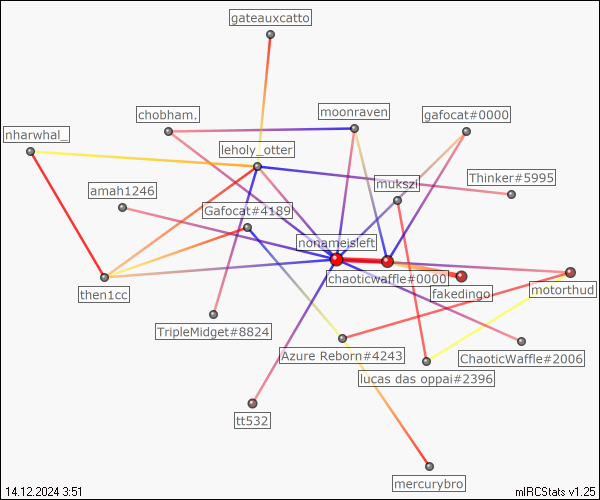 gateauxcatto
chobham.
moonraven
gafocat#0000
nharwhal_
leholy_otter
mukszi
Thinker#5995
amah1246
Gafocat#4189
nonameisleft
chaoticwaffle#0000
motorthud
then1cc
fakedingo
TripleMidget#8824
Azure Reborn#4243
ChaoticWaffle#2006
lucas das oppai#2396
tt532
mercurybro
14.12.2024 3:51
mIRCStats v1.25